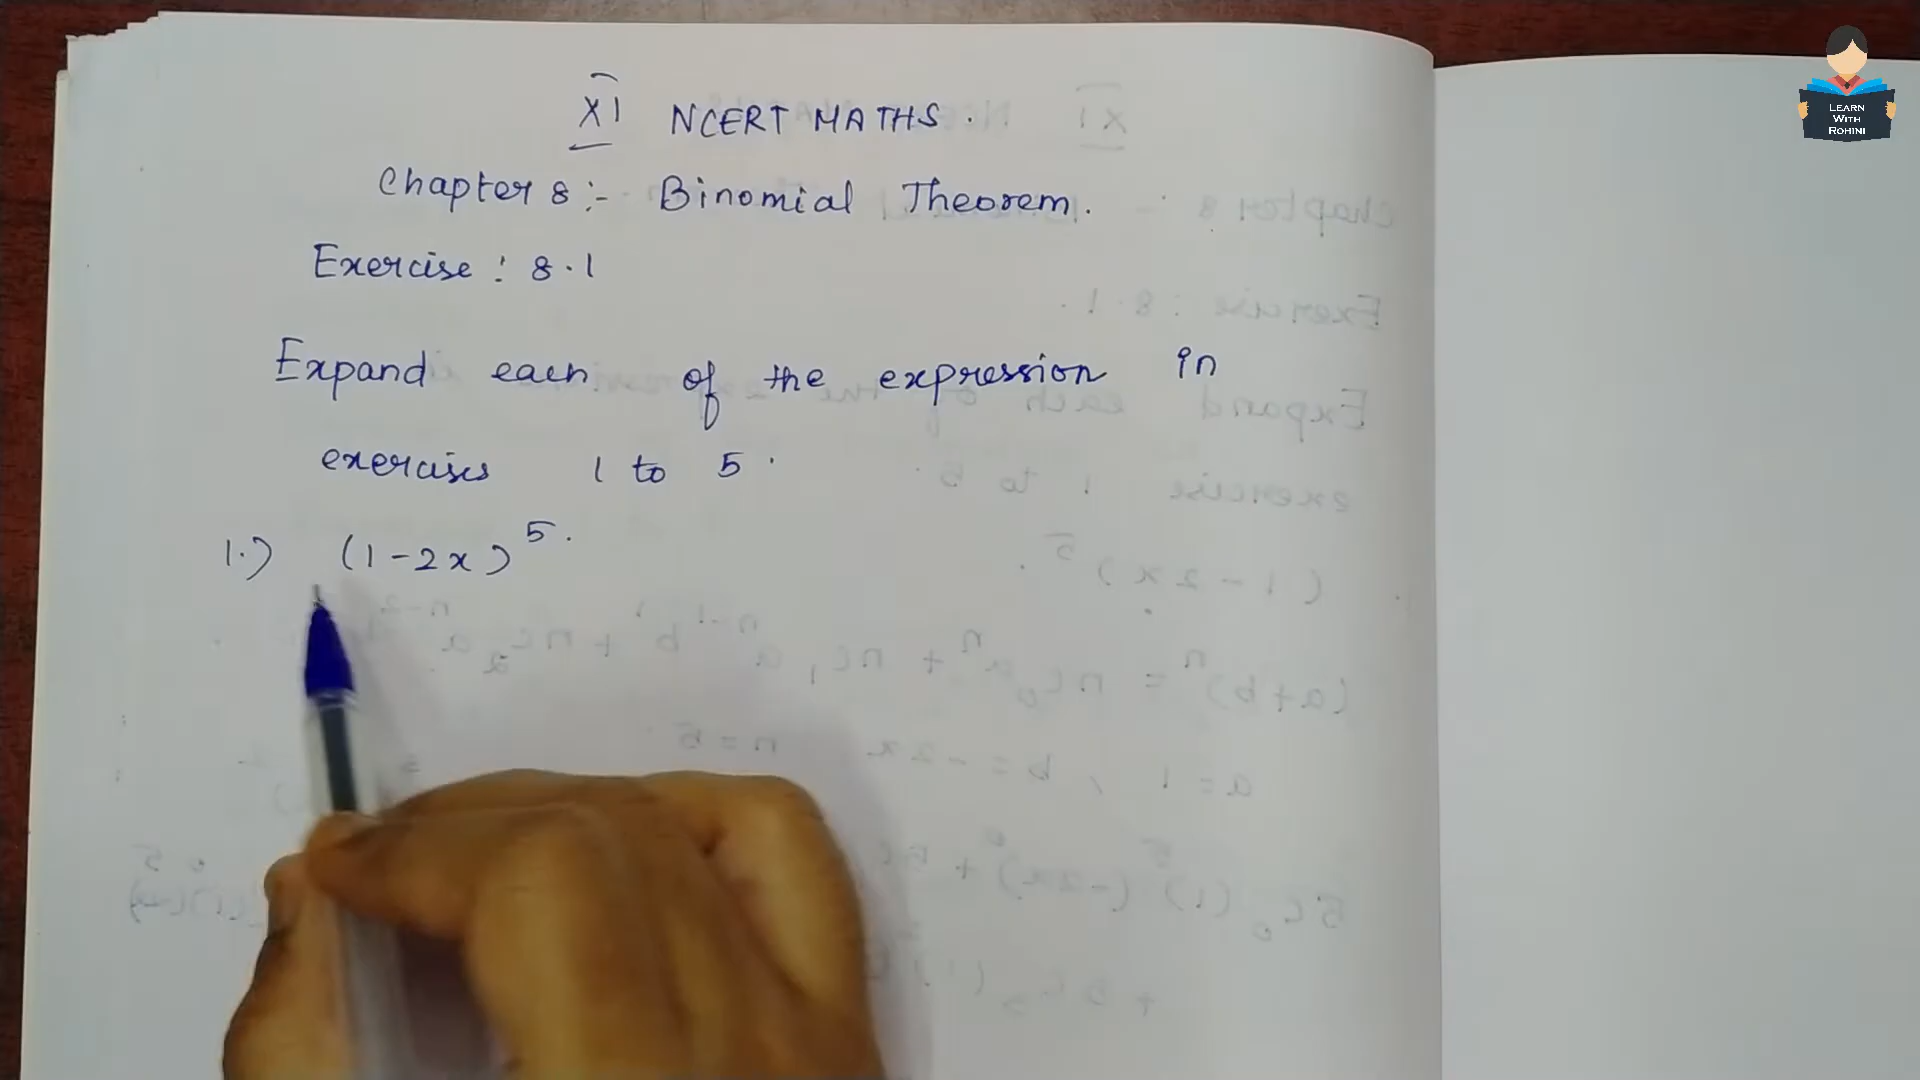 XI NCERT MATHS.
Chapter 8 :- Binomial Theorem.
Exercise : 8.1
Expand each of the expression in
exercises 1 to 5.
1.) (1-2x)^5.
LEARN
With
ROHINI